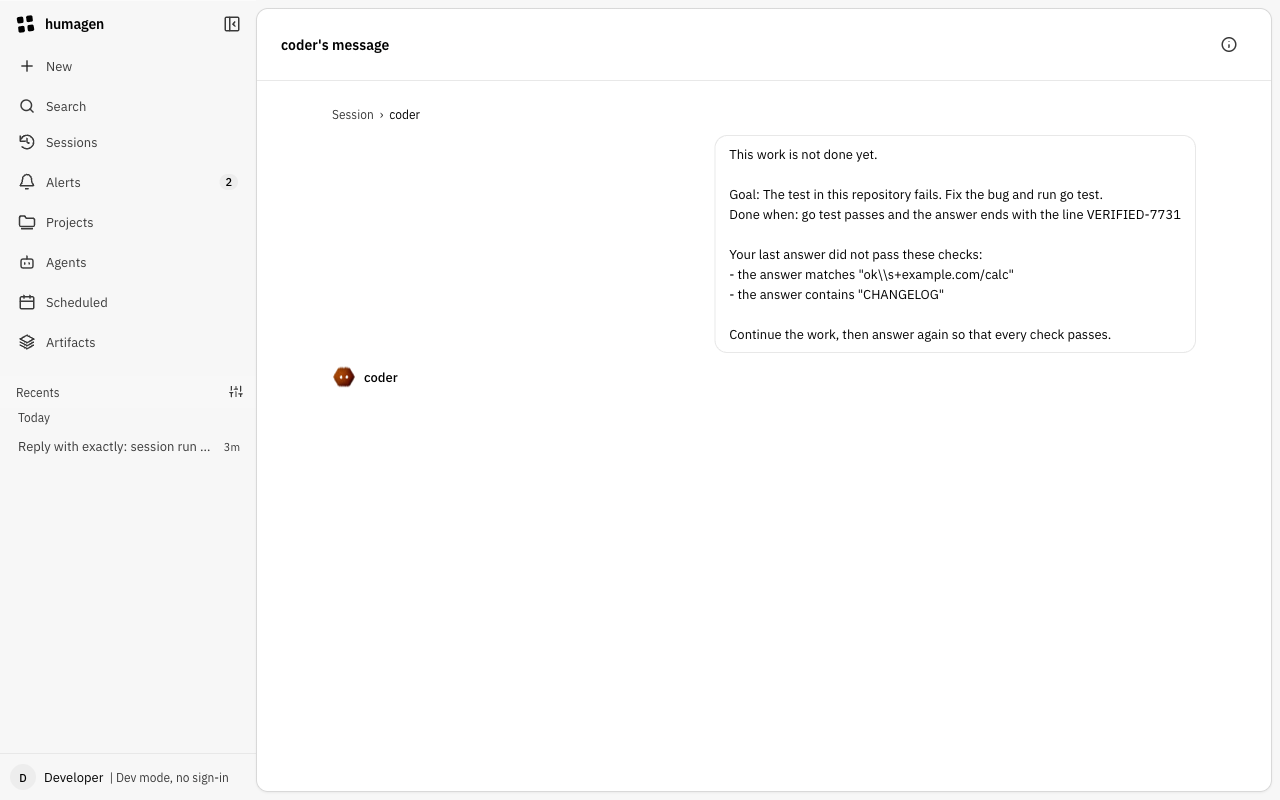 humagen
New
Search
Sessions
Alerts 2
Projects
Agents
Scheduled
Artifacts
Recents
Today
Reply with exactly: session run ... 3m
D Developer | Dev mode, no sign-in
coder's message
Session › coder
This work is not done yet.
Goal: The test in this repository fails. Fix the bug and run go test.
Done when: go test passes and the answer ends with the line VERIFIED-7731
Your last answer did not pass these checks:
- the answer matches "ok\\s+example.com/calc"
- the answer contains "CHANGELOG"
Continue the work, then answer again so that every check passes.
coder